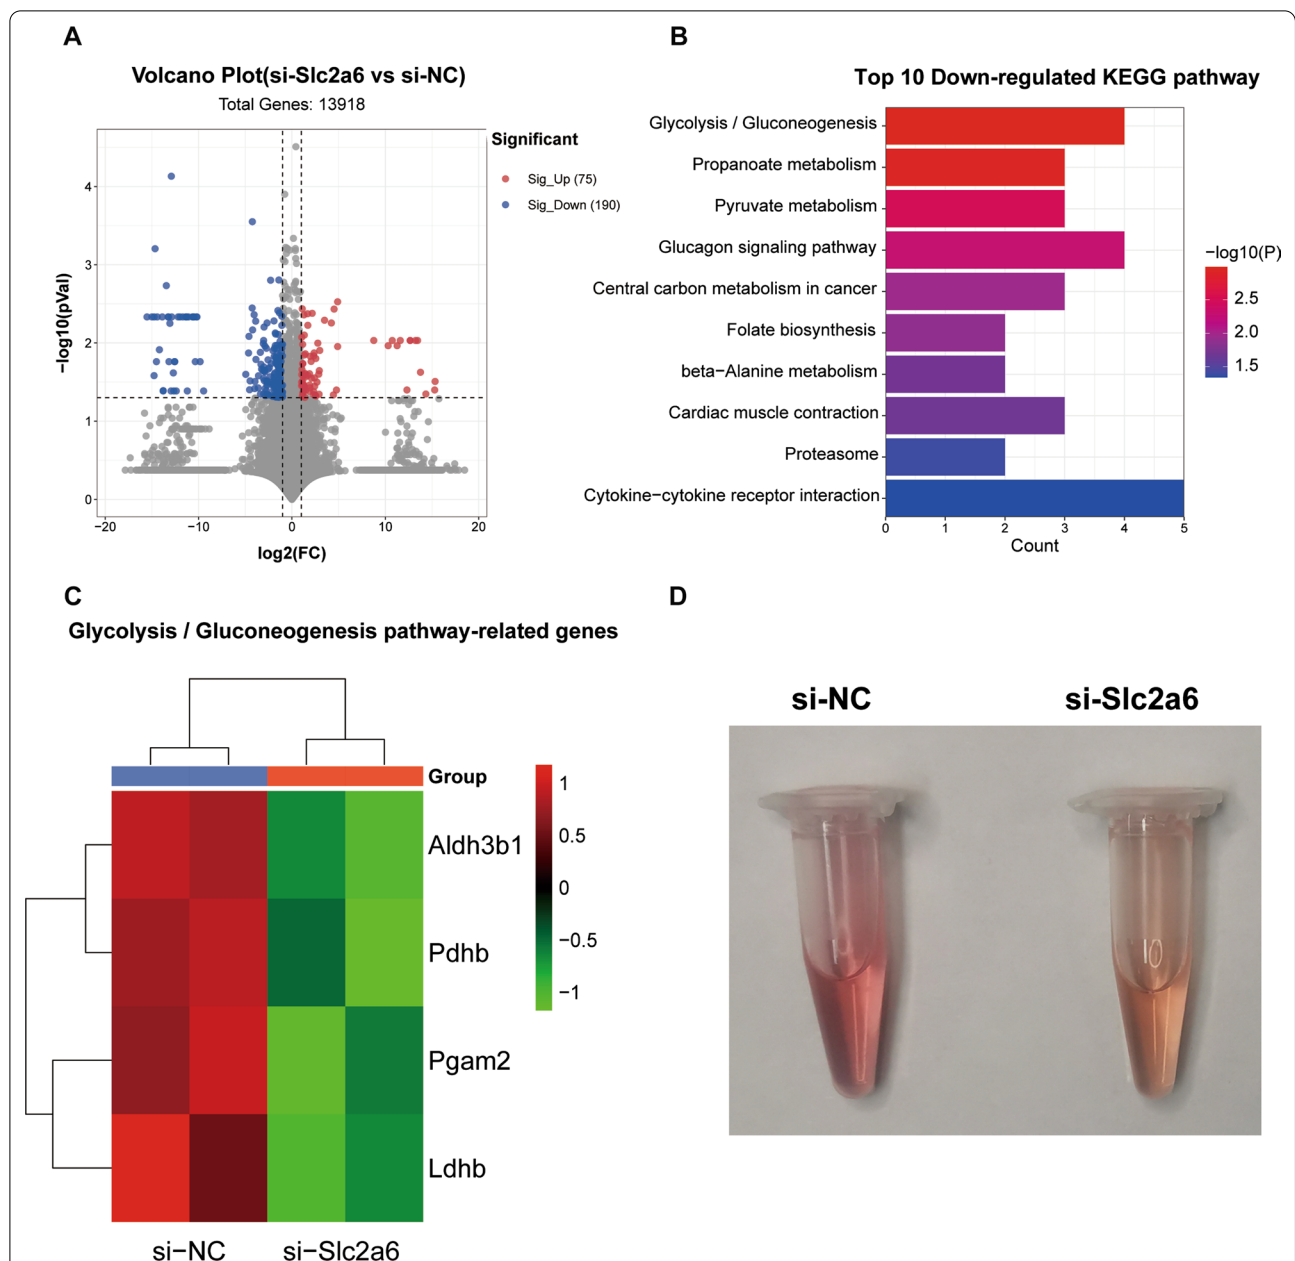 A
Volcano Plot(si-Slc2a6 vs si-NC)
Total Genes: 13918
Significant
Sig_Up (75)
Sig_Down (190)
−log10(pVal)
4
3
2
1
0
−20
−10
0
10
20
log2(FC)
B
Top 10 Down-regulated KEGG pathway
Glycolysis / Gluconeogenesis
Propanoate metabolism
Pyruvate metabolism
Glucagon signaling pathway
Central carbon metabolism in cancer
Folate biosynthesis
beta−Alanine metabolism
Cardiac muscle contraction
Proteasome
Cytokine−cytokine receptor interaction
0
1
2
3
4
5
Count
−log10(P)
2.5
2.0
1.5
C
Glycolysis / Gluconeogenesis pathway-related genes
Group
Aldh3b1
Pdhb
Pgam2
Ldhb
1
0.5
0
−0.5
−1
si−NC
si−Slc2a6
D
si-NC
si-Slc2a6
10